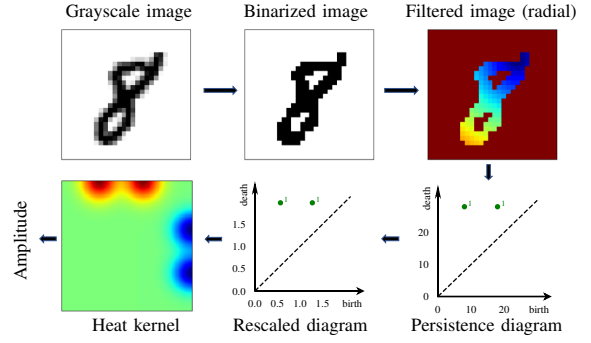 Grayscale image
Binarized image
Filtered image (radial)
Amplitude
Heat kernel
death
1
1
1.5
1.0
0.5
0.0
0.0 0.5 1.0 1.5 birth
Rescaled diagram
death
1
1
20
10
0
0 10 20 birth
Persistence diagram